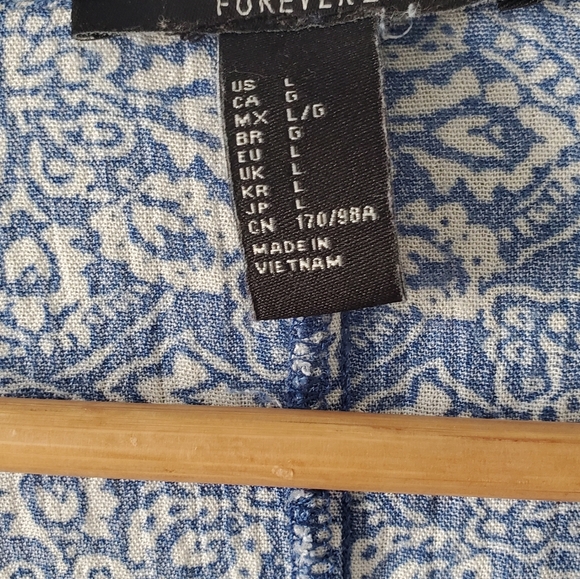 FOREVER
US L
CA G
MX L/G
BR G
EU L
UK L
KR L
JP L
CN 170/98A
MADE IN
VIETNAM